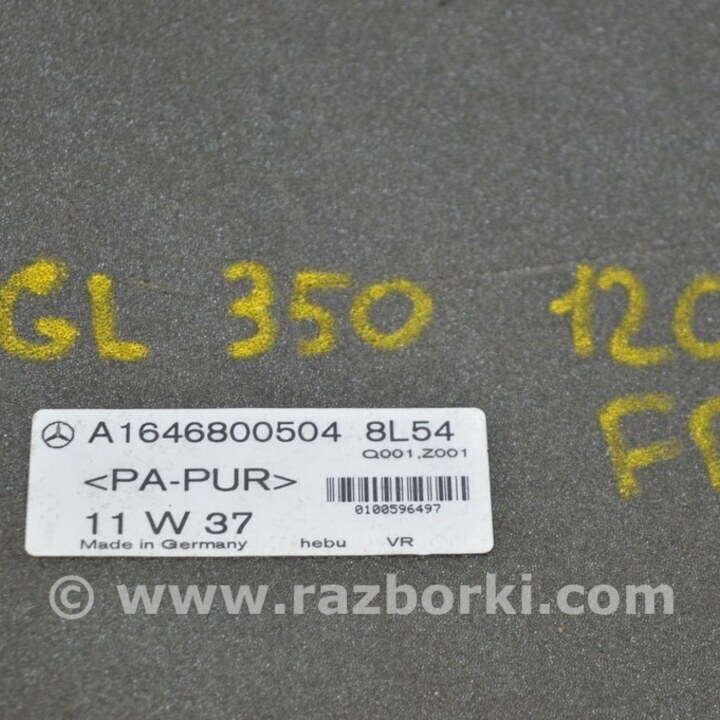 GL 350 120
A1646800504 8L54
Q001,Z001
<PA-PUR>
0100596497
11 W 37
Made in Germany hebu VR
© www.razborki.com